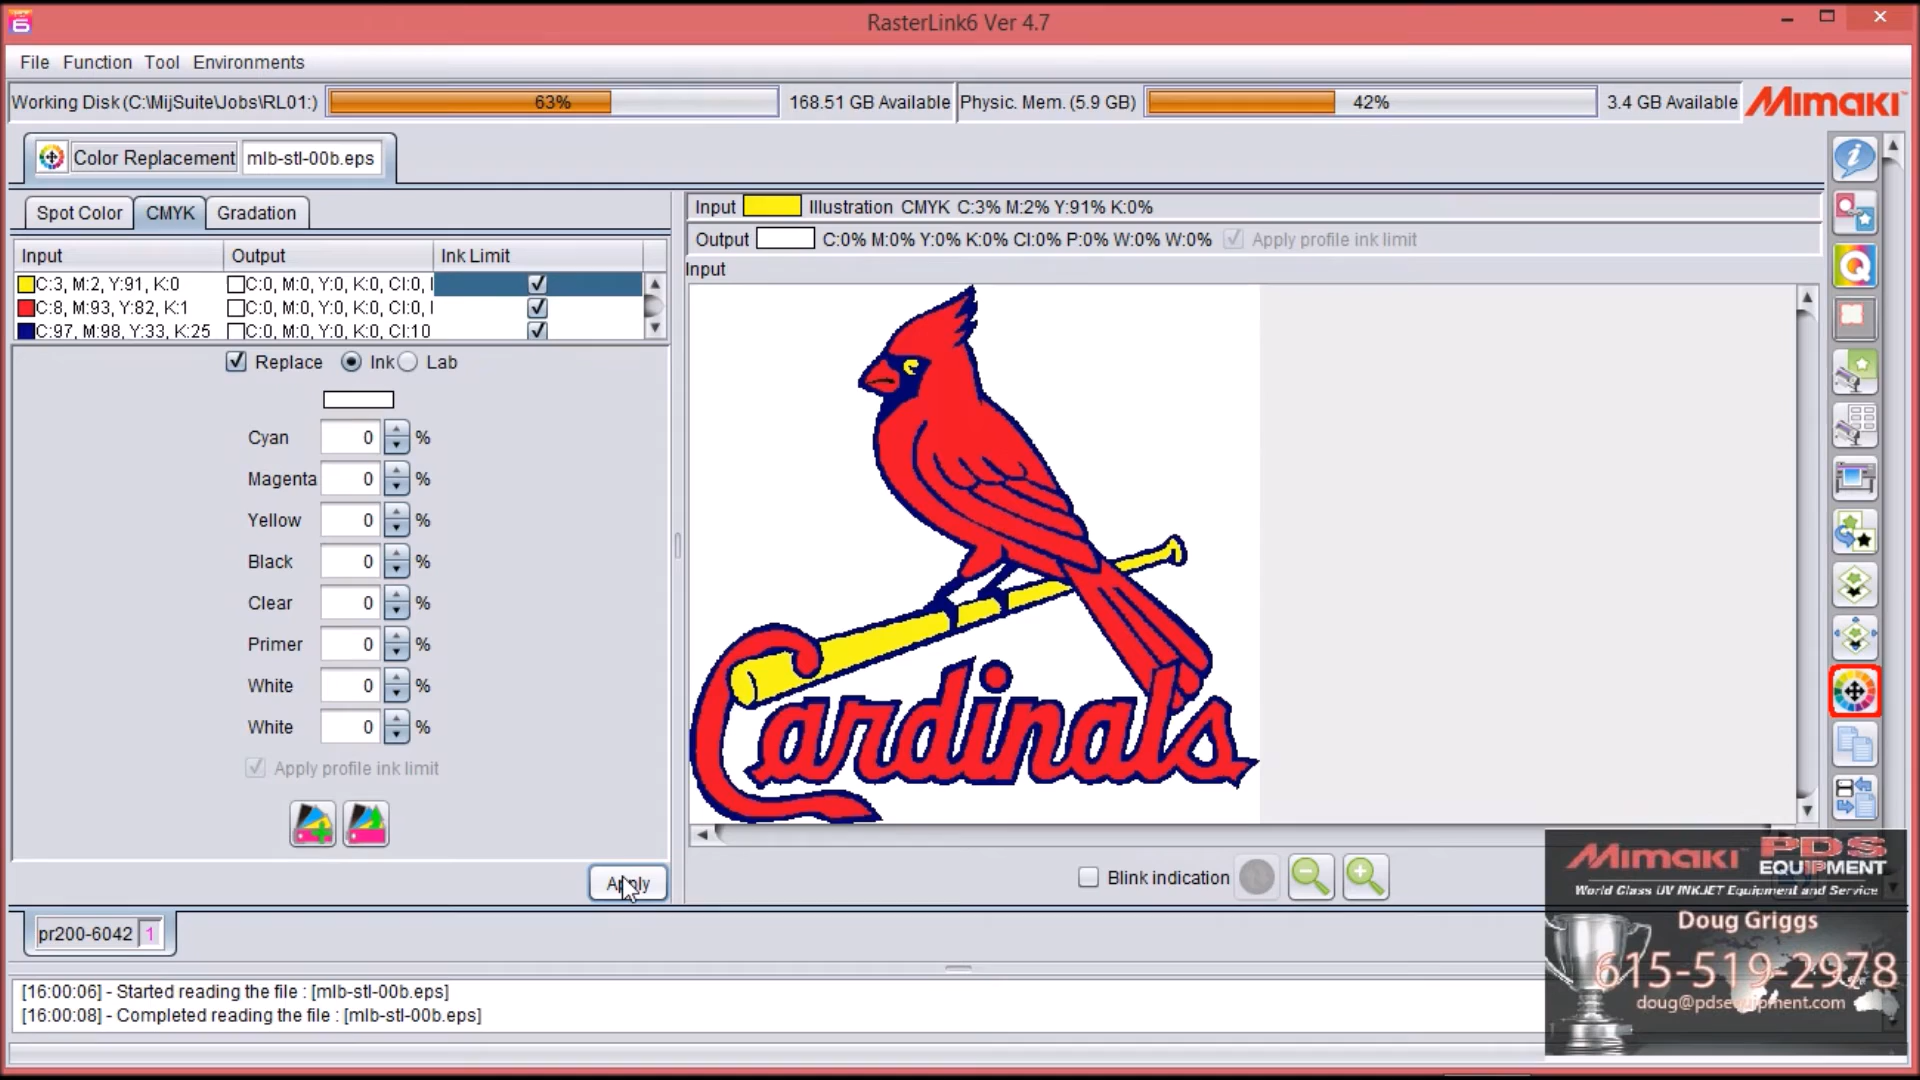 RasterLink6 Ver 4.7
File Function Tool Environments
Working Disk (C:\MijSuite\Jobs\RL01:) 63% 168.51 GB Available Physic. Mem. (5.9 GB) 42% 3.4 GB Available Mimaki
Color Replacement mlb-stl-00b.eps
Spot Color CMYK Gradation
Input Illustration CMYK C:3% M:2% Y:91% K:0%
Output C:0% M:0% Y:0% K:0% Cl:0% P:0% W:0% W:0% Apply profile ink limit
Input
Input Output Ink Limit
C:3, M:2, Y:91, K:0 C:0, M:0, Y:0, K:0, Cl:0, I
C:8, M:93, Y:82, K:1 C:0, M:0, Y:0, K:0, Cl:0, I
C:97, M:98, Y:33, K:25 C:0, M:0, Y:0, K:0, Cl:10
Replace Ink Lab
Cyan 0 %
Magenta 0 %
Yellow 0 %
Black 0 %
Clear 0 %
Primer 0 %
White 0 %
White 0 %
Apply profile ink limit
Apply
Cardinals
Blink indication
pr200-6042 1
[16:00:06] - Started reading the file : [mlb-stl-00b.eps]
[16:00:08] - Completed reading the file : [mlb-stl-00b.eps]
Mimaki PDS
EQUIPMENT
World Class UV INKJET Equipment and Service
Doug Griggs
615-519-2978
doug@pdsequipment.com